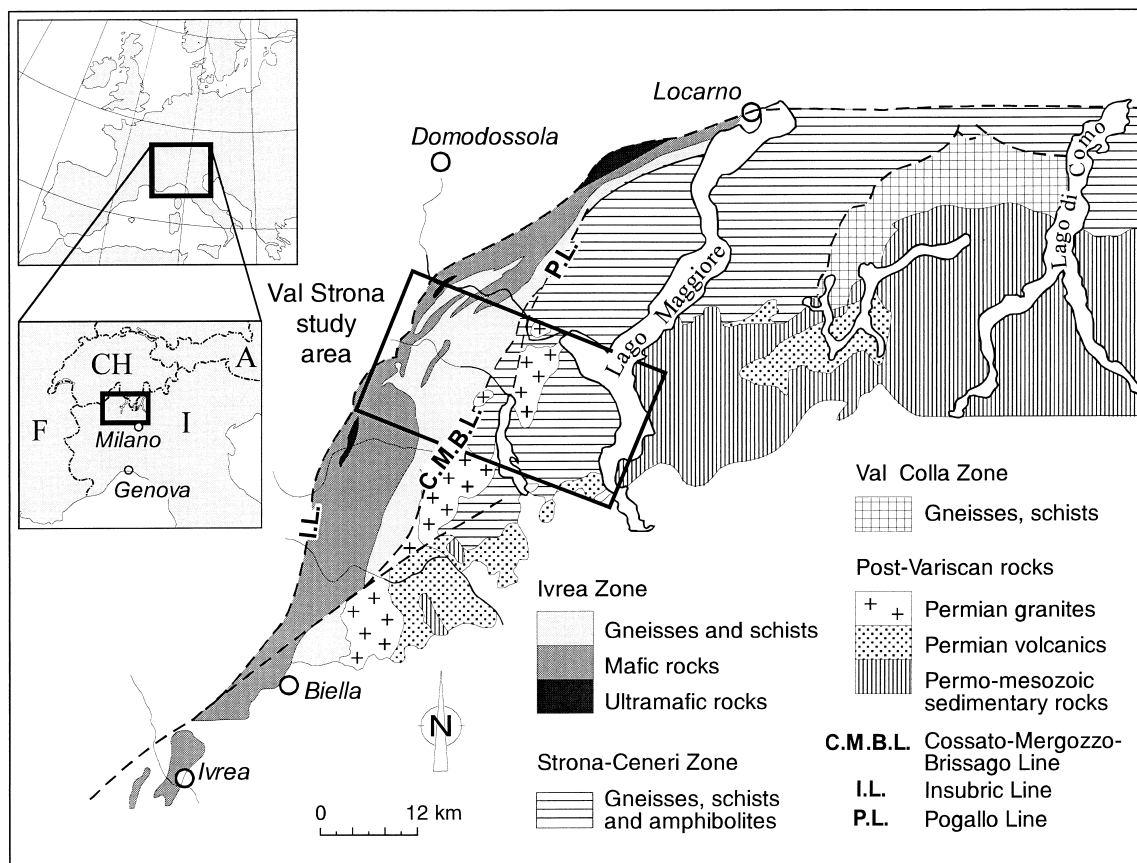 Locarno
Domodossola
Val Strona
study
area
P.L.
Lago Maggiore
Lago di Como
CH
A
F
I
Milano
Genova
C.M.B.L.
I.L.
Biella
Ivrea
N
0 12 km
Ivrea Zone
Gneisses and schists
Mafic rocks
Ultramafic rocks
Strona-Ceneri Zone
Gneisses, schists
and amphibolites
Val Colla Zone
Gneisses, schists
Post-Variscan rocks
Permian granites
Permian volcanics
Permo-mesozoic
sedimentary rocks
C.M.B.L. Cossato-Mergozzo-
Brissago Line
I.L. Insubric Line
P.L. Pogallo Line